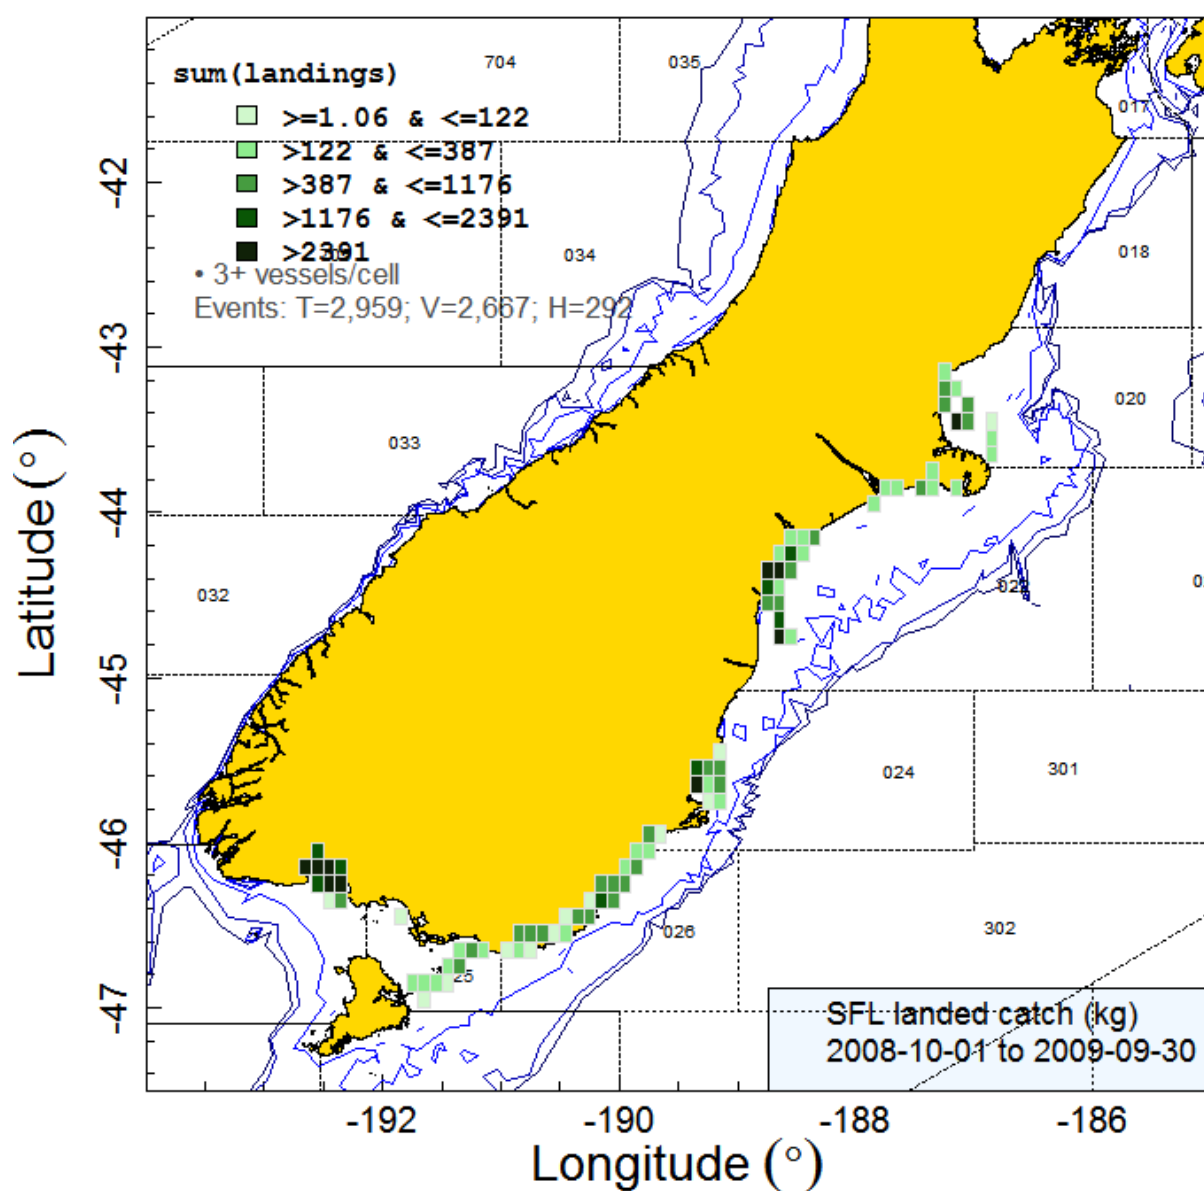 704
035
017
sum(landings)
>=1.06 & <=122
>122 & <=387
>387 & <=1176
>1176 & <=2391
>2391
034
018
• 3+ vessels/cell
Events: T=2,959; V=2,667; H=292
033
020
032
022
024
301
026
302
25
SFL landed catch (kg)
2008-10-01 to 2009-09-30
-42
-43
-44
-45
-46
-47
Latitude (°)
-192
-190
-188
-186
Longitude (°)